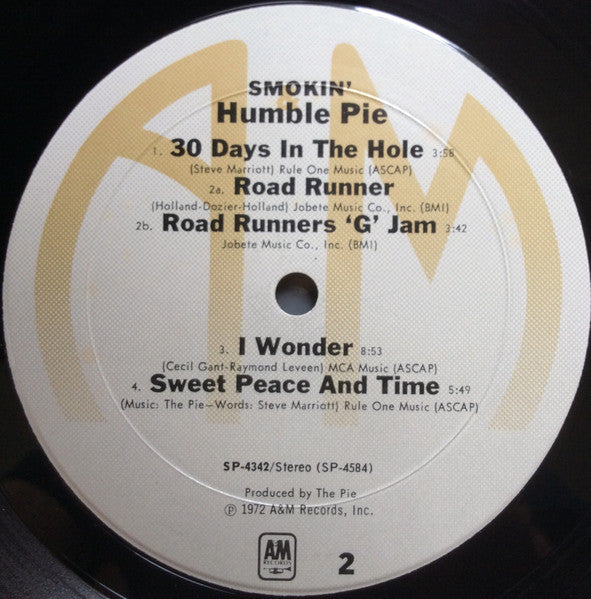 SMOKIN'
Humble Pie
1. 30 Days In The Hole 3:58
(Steve Marriott) Rule One Music (ASCAP)
2a. Road Runner
(Holland-Dozier-Holland) Jobete Music Co., Inc. (BMI)
2b. Road Runners 'G' Jam 3:42
Jobete Music Co., Inc. (BMI)
3. I Wonder 8:53
(Cecil Gant-Raymond Leveen) MCA Music (ASCAP)
4. Sweet Peace And Time 5:49
(Music: The Pie—Words: Steve Marriott) Rule One Music (ASCAP)
SP-4342/Stereo (SP-4584)
Produced by The Pie
℗ 1972 A&M Records, Inc.
A&M
RECORDS
2